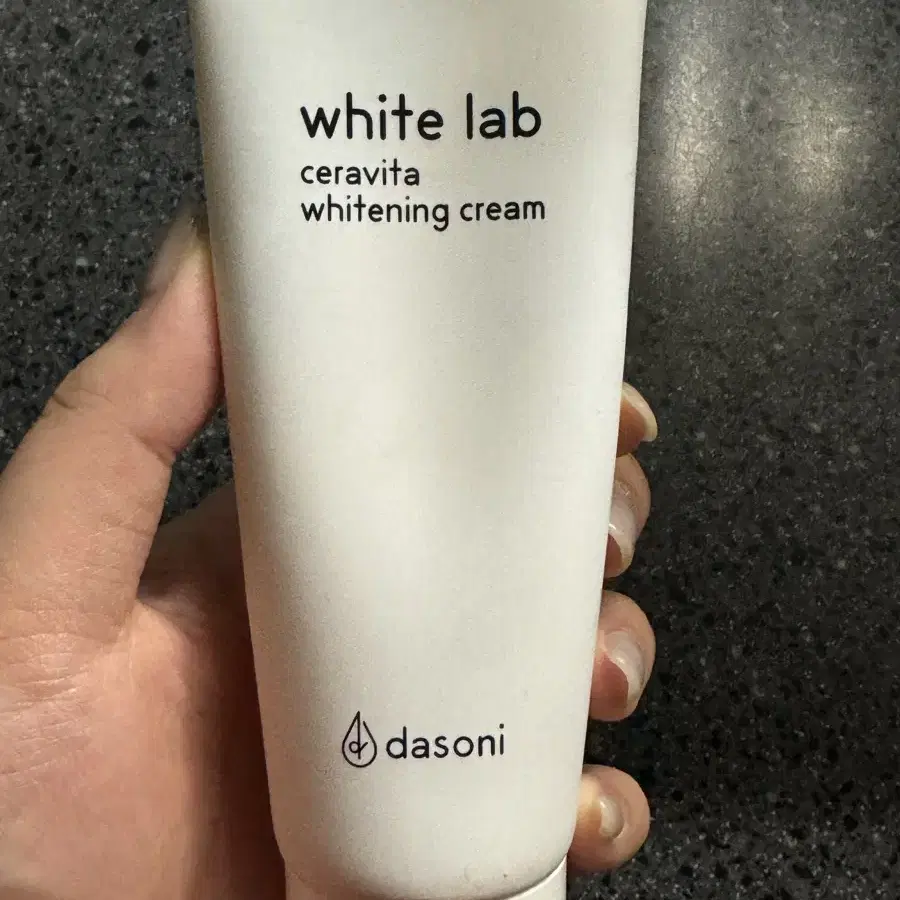 white lab
ceravita
whitening cream
dasoni